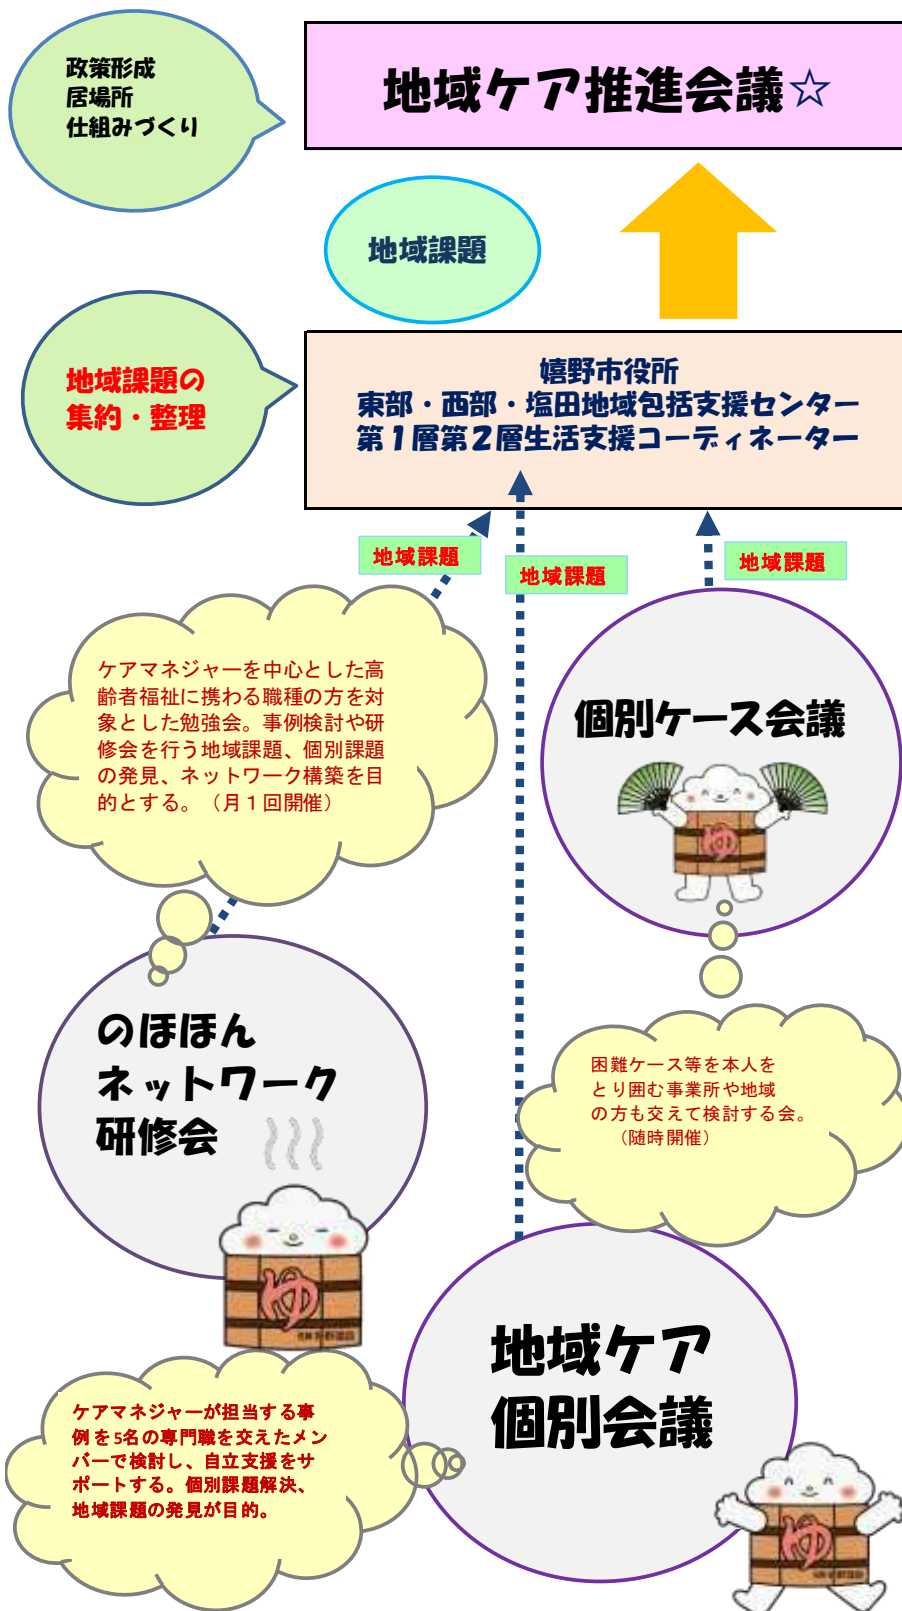 政策形成
居場所
仕組みづくり
地域ケア推進会議☆
地域課題
地域課題の
集約・整理
嬉野市役所
東部・西部・塩田地域包括支援センター
第1層第2層生活支援コーディネーター
地域課題
地域課題
地域課題
ケアマネジャーを中心とした高
齢者福祉に携わる職種の方を対
象とした勉強会。事例検討や研
修会を行う地域課題、個別課題
の発見、ネットワーク構築を目
的とする。（月１回開催）
個別ケース会議
ゆ
のほほん
ネットワーク
研修会
ゆ
困難ケース等を本人を
とり囲む事業所や地域
の方も交えて検討する会。
（随時開催）
地域ケア
個別会議
ケアマネジャーが担当する事
例を5名の専門職を交えたメン
バーで検討し、自立支援をサ
ポートする。個別課題解決、
地域課題の発見が目的。
ゆ